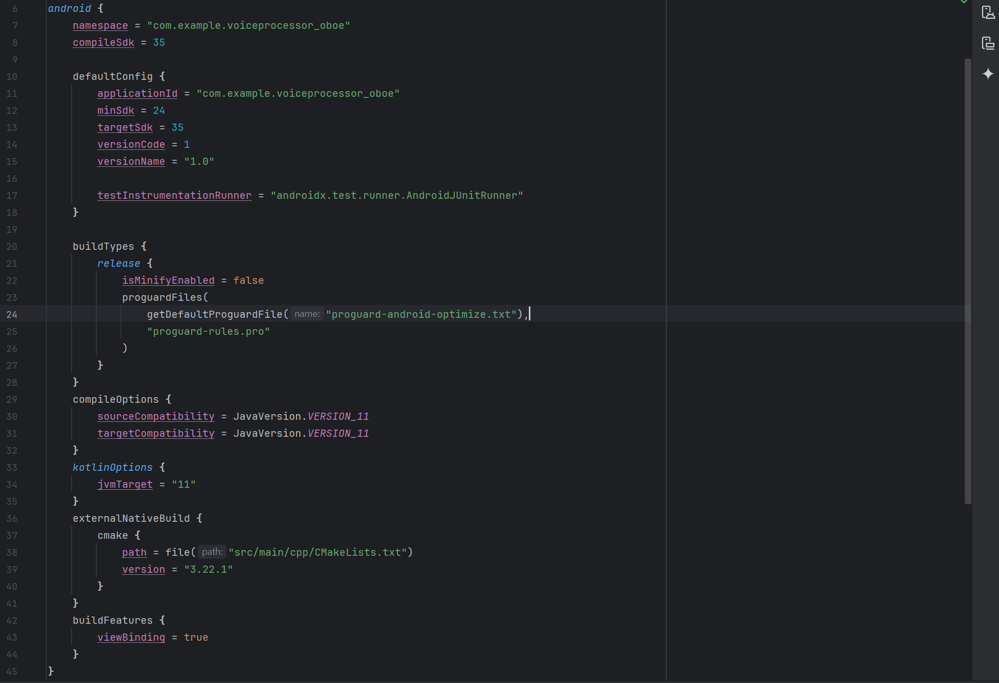 6 android {
7     namespace = "com.example.voiceprocessor_oboe"
8     compileSdk = 35
9
10     defaultConfig {
11         applicationId = "com.example.voiceprocessor_oboe"
12         minSdk = 24
13         targetSdk = 35
14         versionCode = 1
15         versionName = "1.0"
16
17         testInstrumentationRunner = "androidx.test.runner.AndroidJUnitRunner"
18     }
19
20     buildTypes {
21         release {
22             isMinifyEnabled = false
23             proguardFiles(
24                 getDefaultProguardFile( name: "proguard-android-optimize.txt"),
25                 "proguard-rules.pro"
26             )
27         }
28     }
29     compileOptions {
30         sourceCompatibility = JavaVersion.VERSION_11
31         targetCompatibility = JavaVersion.VERSION_11
32     }
33     kotlinOptions {
34         jvmTarget = "11"
35     }
36     externalNativeBuild {
37         cmake {
38             path = file( path: "src/main/cpp/CMakeLists.txt")
39             version = "3.22.1"
40         }
41     }
42     buildFeatures {
43         viewBinding = true
44     }
45 }